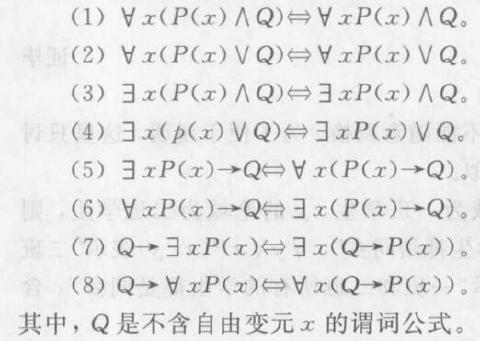 (1) ∀x(P(x)∧Q)⇔∀xP(x)∧Q。
(2) ∀x(P(x)∨Q)⇔∀xP(x)∨Q。
(3) ∃x(P(x)∧Q)⇔∃xP(x)∧Q。
(4) ∃x(p(x)∨Q)⇔∃xP(x)∨Q。
(5) ∃xP(x)→Q⇔∀x(P(x)→Q)。
(6) ∀xP(x)→Q⇔∃x(P(x)→Q)。
(7) Q→∃xP(x)⇔∃x(Q→P(x))。
(8) Q→∀xP(x)⇔∀x(Q→P(x))。
其中，Q是不含自由变元x的谓词公式。